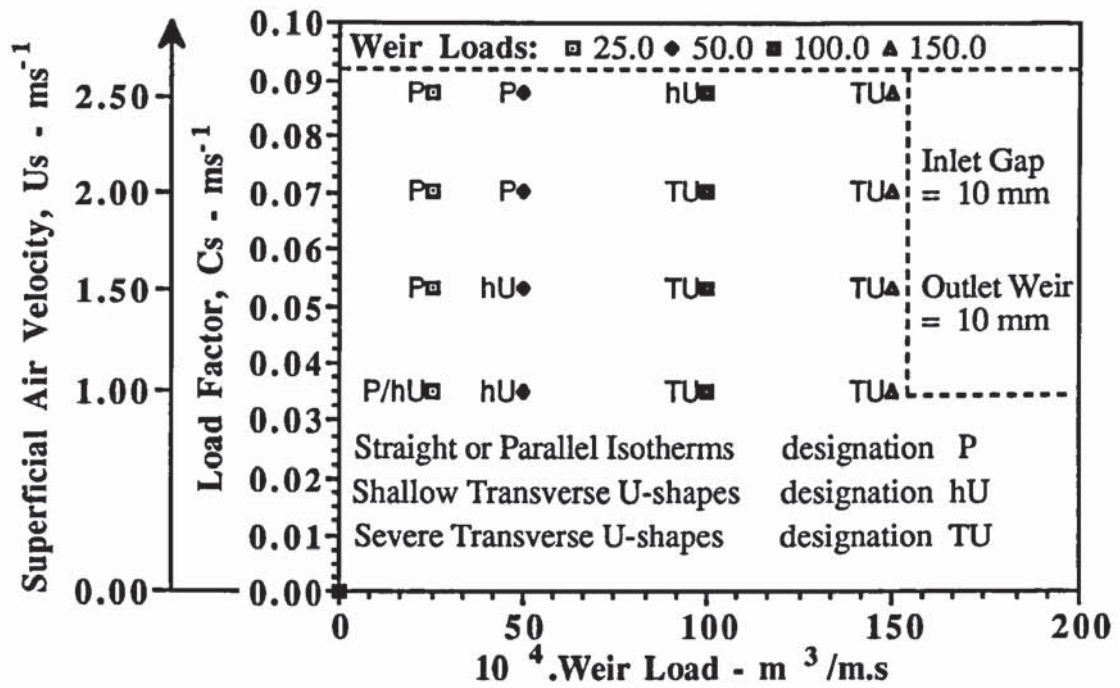 Superficial Air Velocity, Us - ms⁻¹
2.50
2.00
1.50
1.00
0.00
Load Factor, Cs - ms⁻¹
0.10
0.09
0.08
0.07
0.06
0.05
0.04
0.03
0.02
0.01
0.00
Weir Loads: 25.0 50.0 100.0 150.0
P P hU TU
P P TU TU
P hU TU TU
P/hU hU TU TU
Inlet Gap
= 10 mm
Outlet Weir
= 10 mm
Straight or Parallel Isotherms designation P
Shallow Transverse U-shapes designation hU
Severe Transverse U-shapes designation TU
0 50 100 150 200
10 ⁴.Weir Load - m ³/m.s